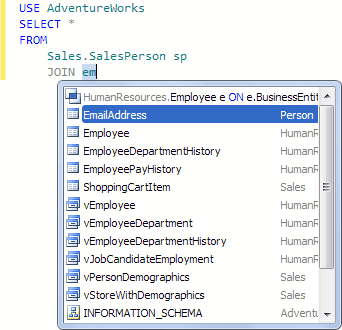 USE AdventureWorks
SELECT *
FROM
Sales.SalesPerson sp
JOIN em
HumanResources.Employee e ON e.BusinessEntit
EmailAddress Person
Employee HumanR
EmployeeDepartmentHistory HumanR
EmployeePayHistory HumanR
ShoppingCartItem Sales
vEmployee HumanR
vEmployeeDepartment HumanR
vEmployeeDepartmentHistory HumanR
vJobCandidateEmployment HumanR
vPersonDemographics Sales
vStoreWithDemographics Sales
INFORMATION_SCHEMA Adventu